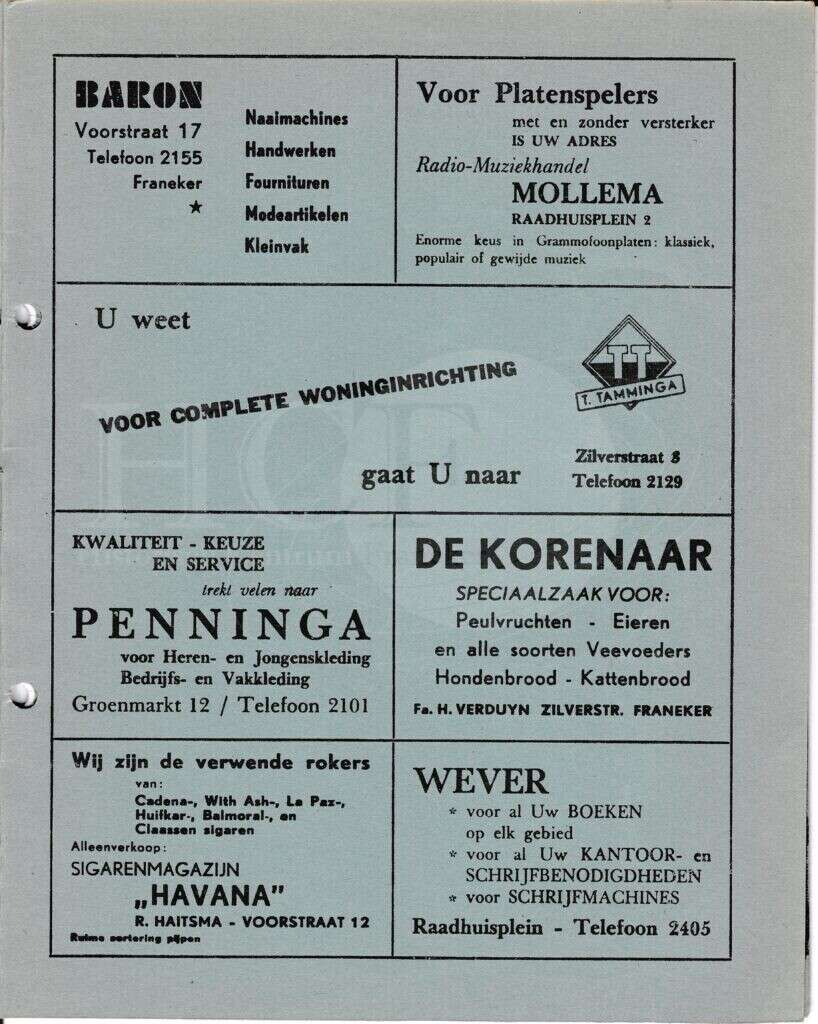 BARON
Voorstraat 17
Telefoon 2155
Franeker
Naaimachines
Handwerken
Fournituren
Modeartikelen
Kleinvak
Voor Platenspelers
met en zonder versterker
IS UW ADRES
Radio-Muziekhandel
MOLLEMA
RAADHUISPLEIN 2
Enorme keus in Grammofoonplaten: klassiek,
populair of gewijde muziek
U weet
VOOR COMPLETE WONINGINRICHTING
gaat U naar
TT
T. TAMMINGA
Zilverstraat 8
Telefoon 2129
KWALITEIT - KEUZE
EN SERVICE
trekt velen naar
PENNINGA
voor Heren- en Jongenskleding
Bedrijfs- en Vakkleding
Groenmarkt 12 / Telefoon 2101
DE KORENAAR
SPECIAALZAAK VOOR:
Peulvruchten - Eieren
en alle soorten Veevoeders
Hondenbrood - Kattenbrood
Fa. H. VERDUYN ZILVERSTR. FRANEKER
Wij zijn de verwende rokers
van:
Cadena-, With Ash-, La Paz-,
Huifkar-, Balmoral-, en
Claassen sigaren
Alleenverkoop:
SIGARENMAGAZIJN
„HAVANA"
R. HAITSMA - VOORSTRAAT 12
Ruime sortering pijpen
WEVER
* voor al Uw BOEKEN
op elk gebied
* voor al Uw KANTOOR- en
SCHRIJFBENODIGDHEDEN
* voor SCHRIJFMACHINES
Raadhuisplein - Telefoon 2405